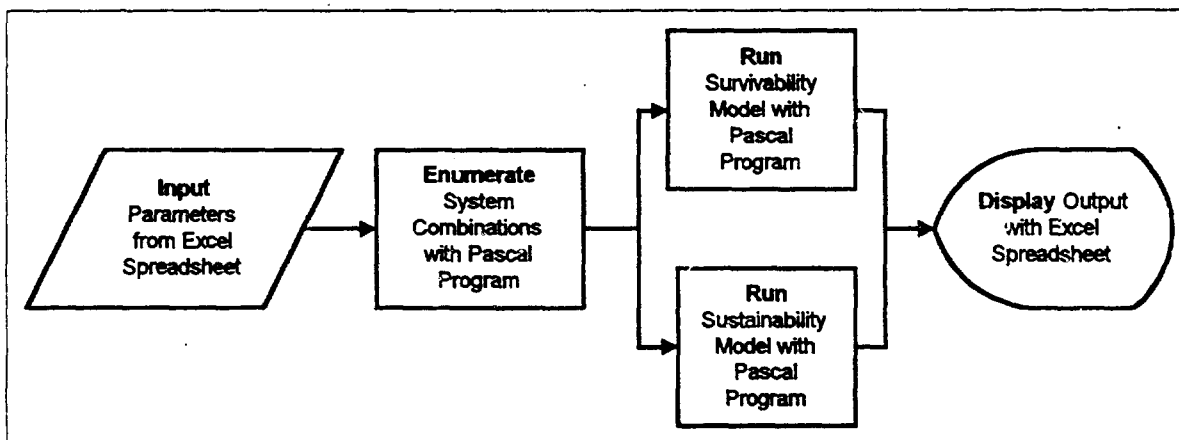 Input
Parameters
from Excel
Spreadsheet
Enumerate
System
Combinations
with Pascal
Program
Run
Survivability
Model with
Pascal
Program
Run
Sustainability
Model with
Pascal
Program
Display Output
with Excel
Spreadsheet